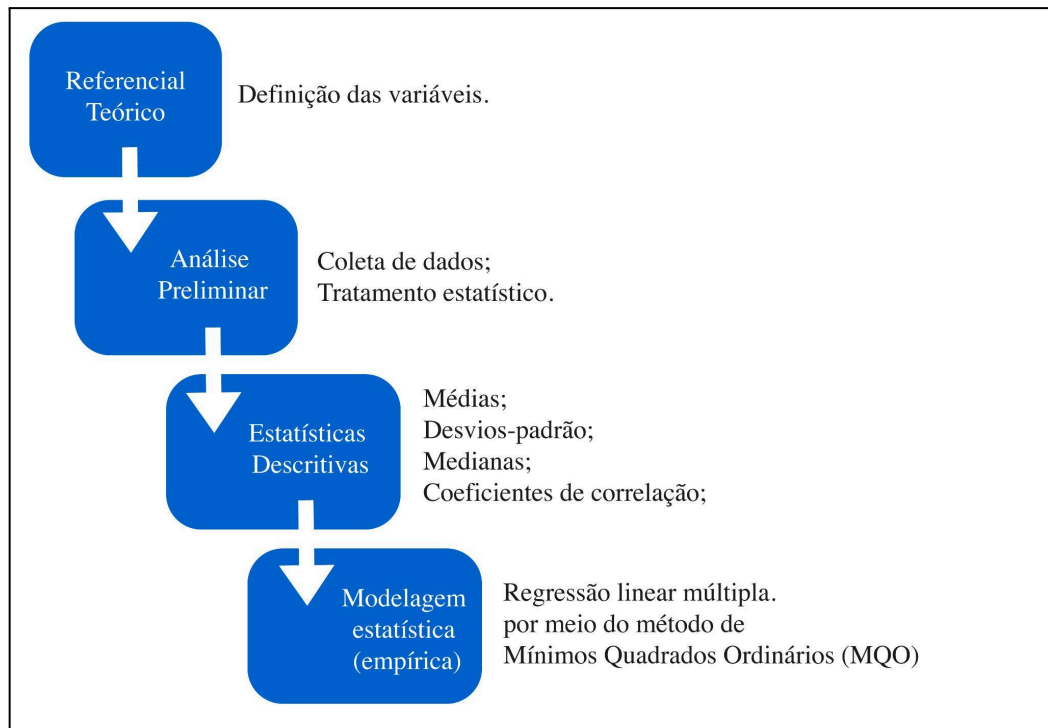 Referencial
Teórico
Definição das variáveis.
Análise
Preliminar
Coleta de dados;
Tratamento estatístico.
Estatísticas
Descritivas
Médias;
Desvios-padrão;
Medianas;
Coeficientes de correlação;
Modelagem
estatística
(empírica)
Regressão linear múltipla.
por meio do método de
Mínimos Quadrados Ordinários (MQO)